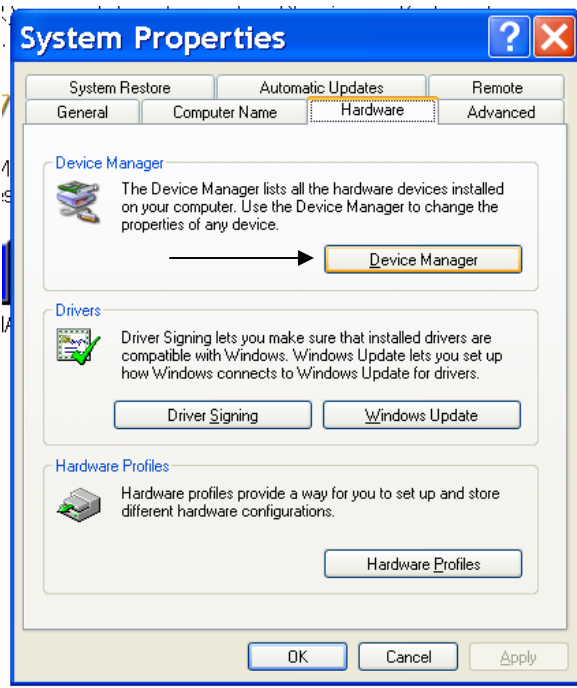 System Properties
System Restore
Automatic Updates
Remote
General
Computer Name
Hardware
Advanced
Device Manager
The Device Manager lists all the hardware devices installed
on your computer. Use the Device Manager to change the
properties of any device.
Device Manager
Drivers
Driver Signing lets you make sure that installed drivers are
compatible with Windows. Windows Update lets you set up
how Windows connects to Windows Update for drivers.
Driver Signing
Windows Update
Hardware Profiles
Hardware profiles provide a way for you to set up and store
different hardware configurations.
Hardware Profiles
OK
Cancel
Apply